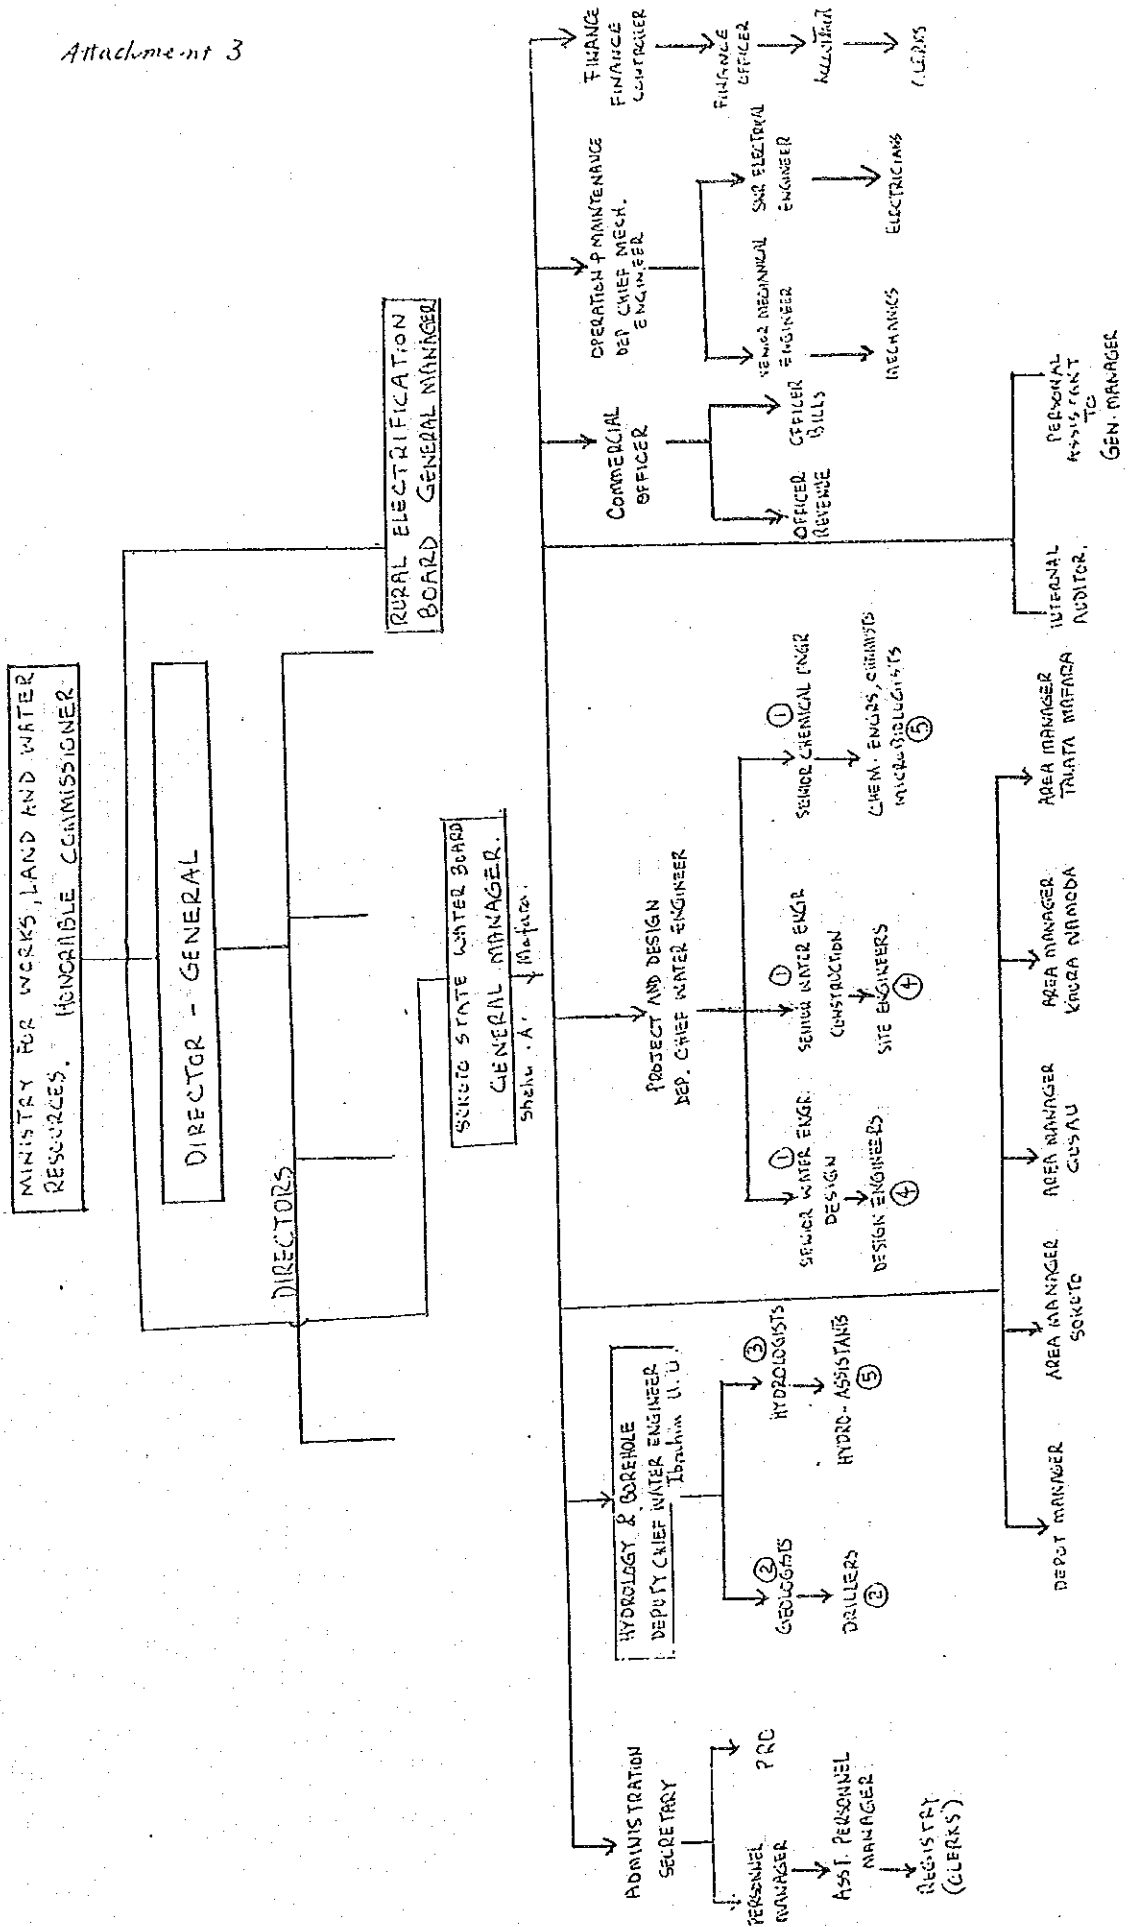 Attachment 3
MINISTRY FOR WORKS, LAND AND WATER
RESOURCES. HONORABLE COMMISSIONER
DIRECTOR - GENERAL
DIRECTORS
RURAL ELECTRIFICATION
BOARD GENERAL MANAGER
SOKOTO STATE WATER BOARD
GENERAL MANAGER.
Shehu .A. Mafara.
ADMINISTRATION
SECRETARY
PERSONNEL
MANAGER
PRO
ASST. PERSONNEL
MANAGER
REGISTRY
(CLERKS)
HYDROLOGY & BOREHOLE
DEPUTY CHIEF WATER ENGINEER
Ibrahim U. U.
GEOLOGISTS ②
DRILLERS
②
HYDROLOGISTS ③
HYDRO-ASSISTANTS
⑤
PROJECT AND DESIGN
DEP. CHIEF WATER ENGINEER
SENIOR WATER ENGR. ①
DESIGN
DESIGN ENGINEERS
④
SENIOR WATER ENGR ①
CONSTRUCTION
SITE ENGINEERS
④
SENIOR CHEMICAL ENGR ①
CHEM. ENGRS, CHEMISTS
MICROBIOLOGISTS
⑤
COMMERCIAL
OFFICER
OFFICER
REVENUE
OFFICER
BILLS
OPERATION & MAINTENANCE
DEP CHIEF MECH.
ENGINEER
SENIOR MECHANICAL
ENGINEER
MECHANICS
SNR ELECTRICAL
ENGINEER
ELECTRICIANS
FINANCE
FINANCE
CONTROLLER
FINANCE
OFFICER
ACCOUNTANT
CLERKS
DEPOT MANAGER
AREA MANAGER
SOKOTO
AREA MANAGER
GUSAU
AREA MANAGER
KAURA NAMODA
AREA MANAGER
TALATA MAFARA
INTERNAL
AUDITOR.
PERSONAL
ASSISTANT
TO
GEN. MANAGER